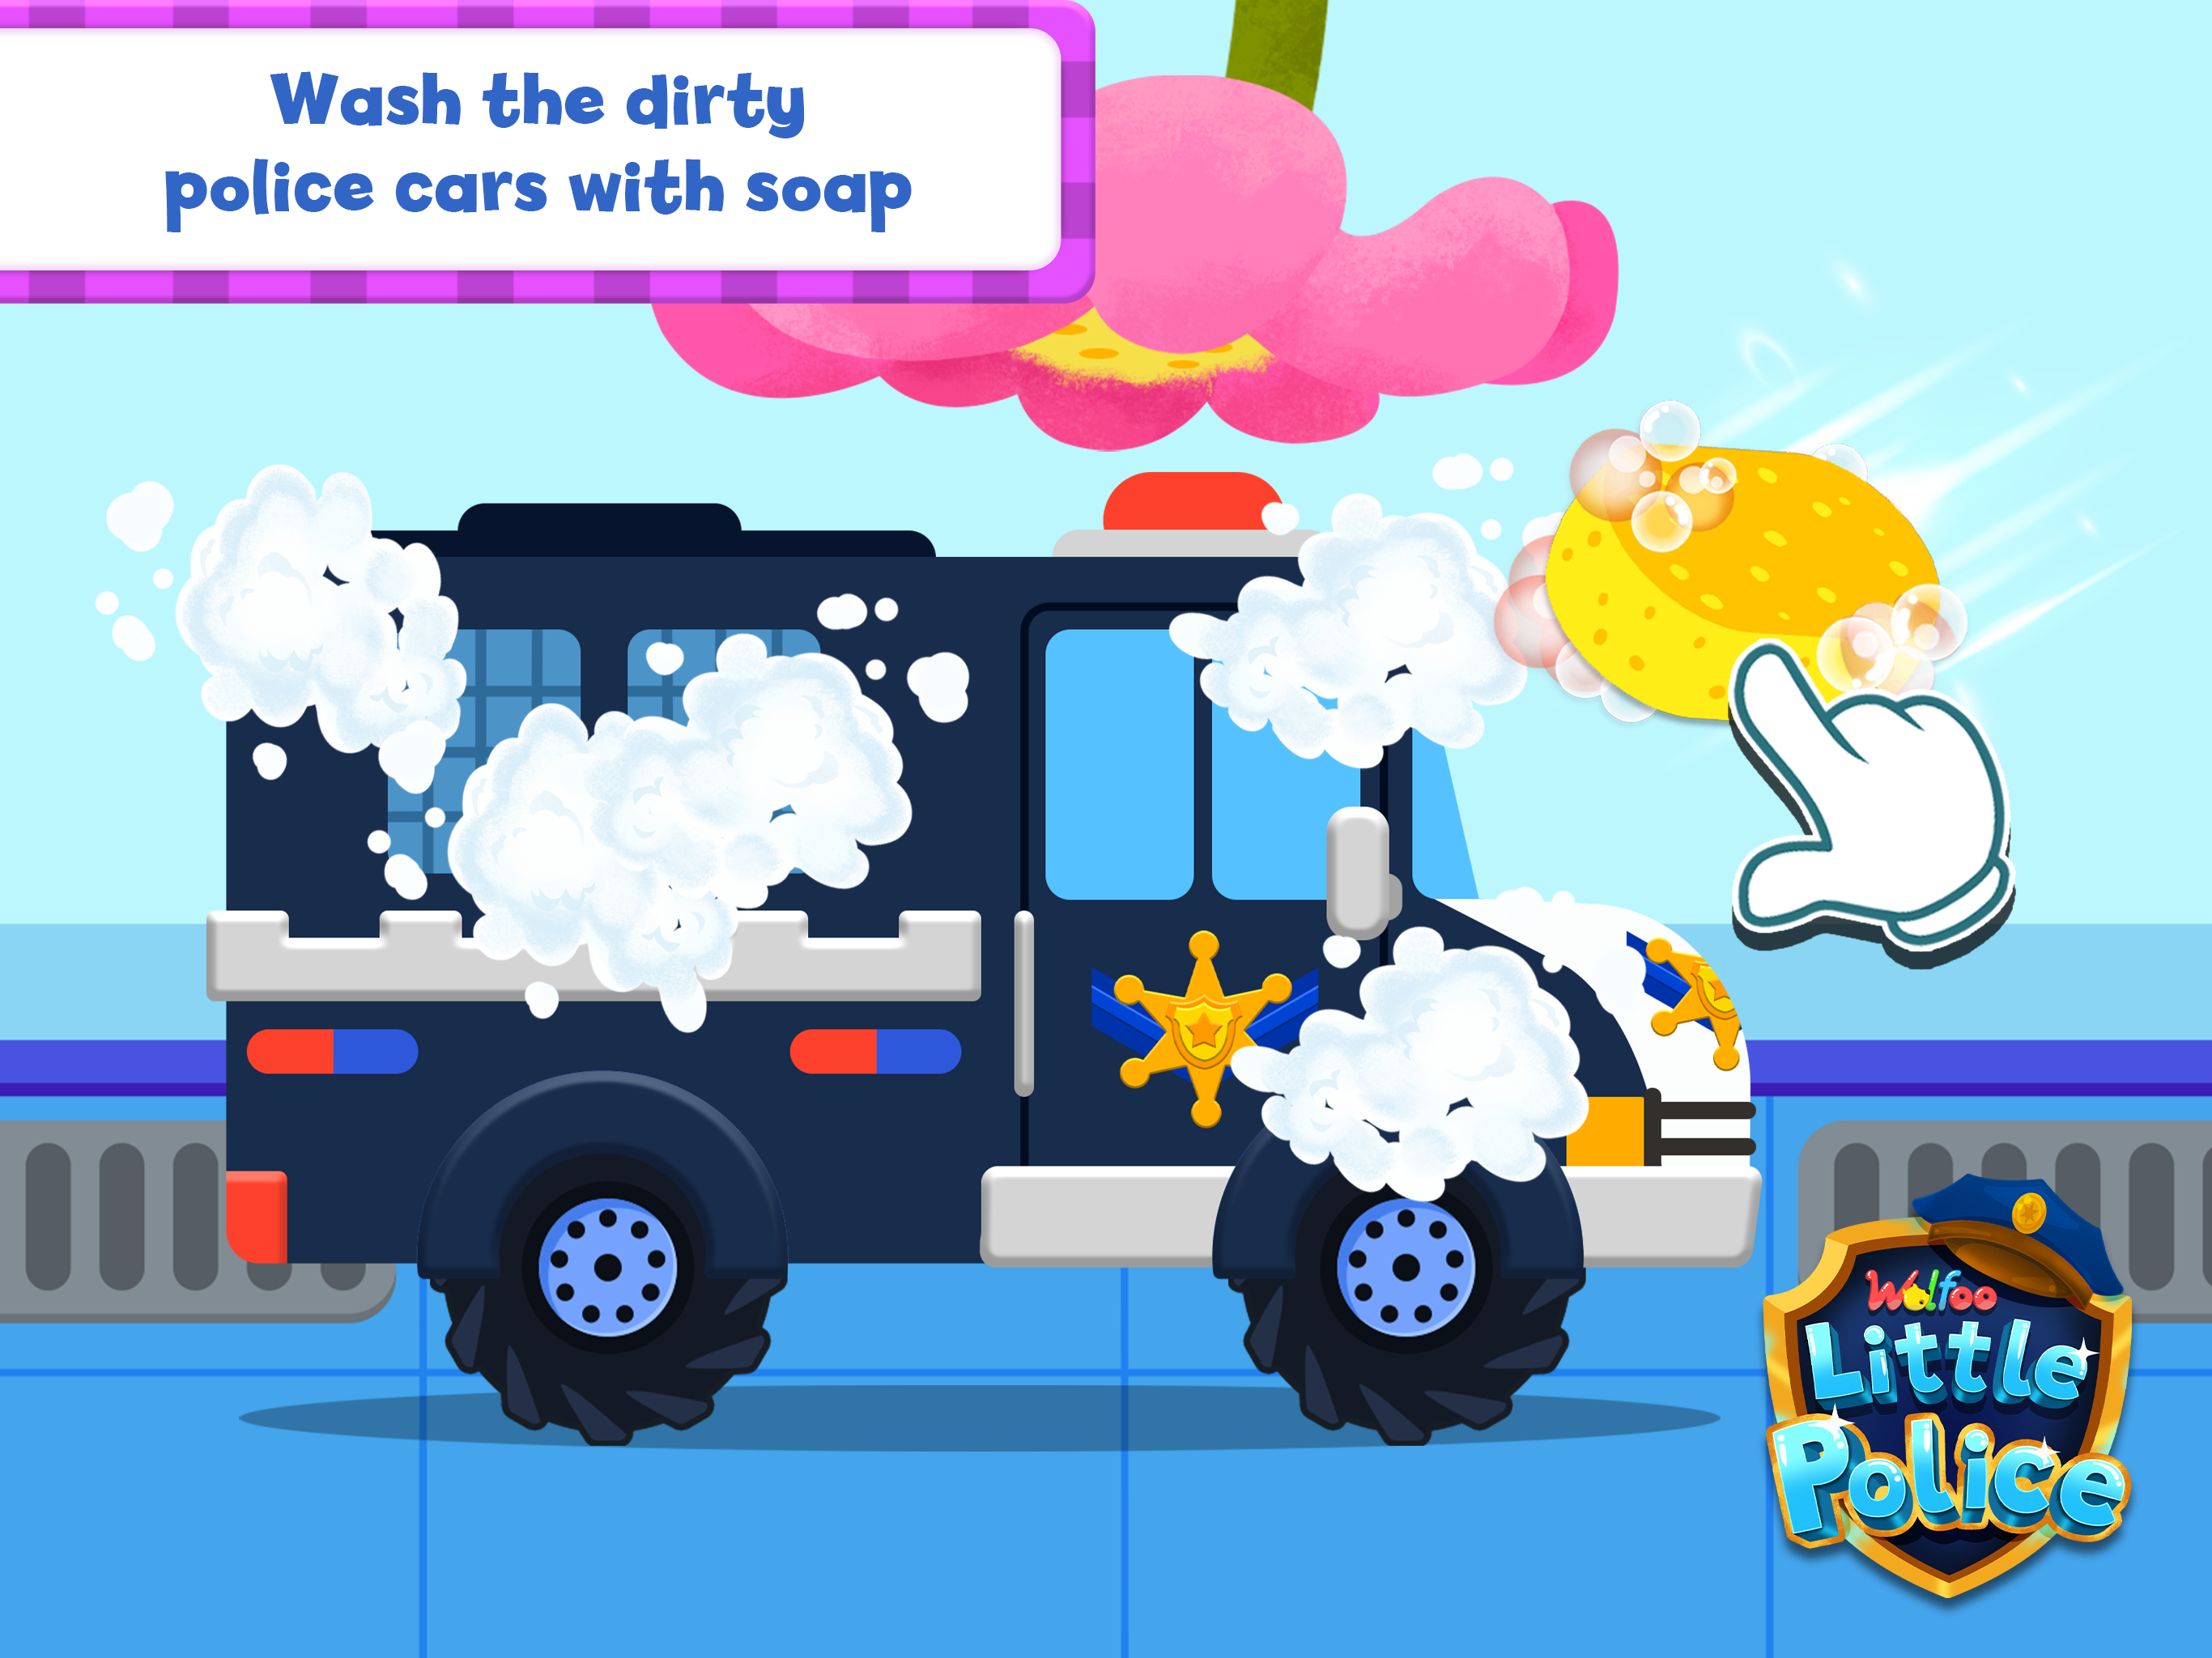 Wash the dirty
police cars with soap
Wolfoo
Little
Police